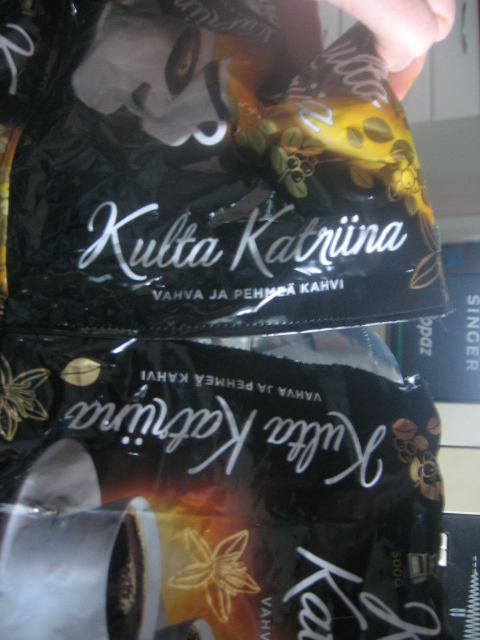 Kulta Katriina
VAHVA JA PEHMEÄ KAHVI
VAHVA JA PEHMEÄ KAHVI
Kulta Katriina
SINGER
500G